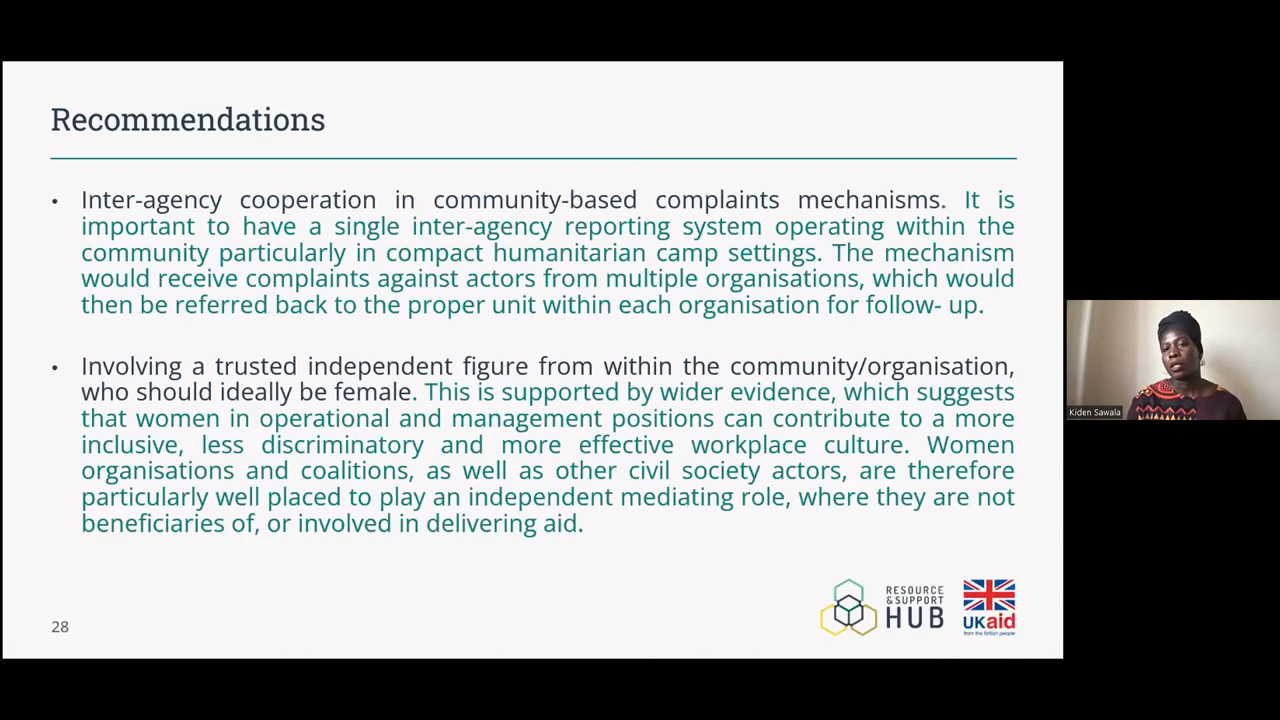 Recommendations
• Inter-agency cooperation in community-based complaints mechanisms. It is
important to have a single inter-agency reporting system operating within the
community particularly in compact humanitarian camp settings. The mechanism
would receive complaints against actors from multiple organisations, which would
then be referred back to the proper unit within each organisation for follow- up.
• Involving a trusted independent figure from within the community/organisation,
who should ideally be female. This is supported by wider evidence, which suggests
that women in operational and management positions can contribute to a more
inclusive, less discriminatory and more effective workplace culture. Women
organisations and coalitions, as well as other civil society actors, are therefore
particularly well placed to play an independent mediating role, where they are not
beneficiaries of, or involved in delivering aid.
Kiden Sawala
RESOURCE
& SUPPORT
HUB
UKaid
from the British people
28